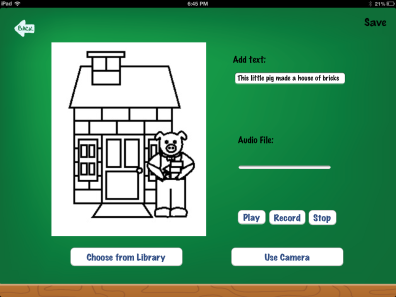 iPad
6:45 PM
21%
BACK
Save
Add text:
This little pig made a house of bricks
Audio File:
Play
Record
Stop
Choose from Library
Use Camera